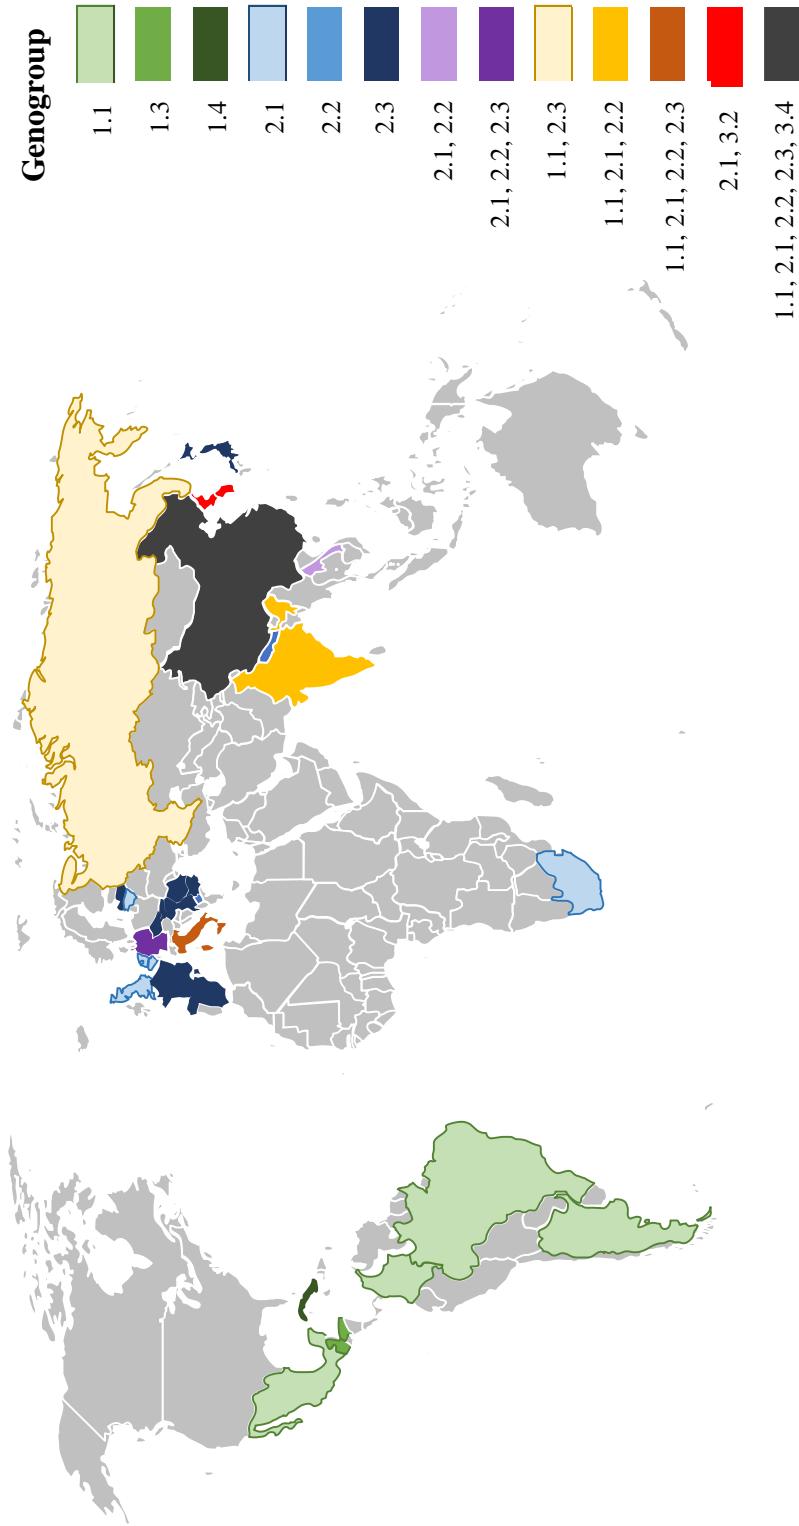 Genogroup
1.1
1.3
1.4
2.1
2.2
2.3
2.1, 2.2
2.1, 2.2, 2.3
1.1, 2.3
1.1, 2.1, 2.2
1.1, 2.1, 2.2, 2.3
2.1, 3.2
1.1, 2.1, 2.2, 2.3, 3.4